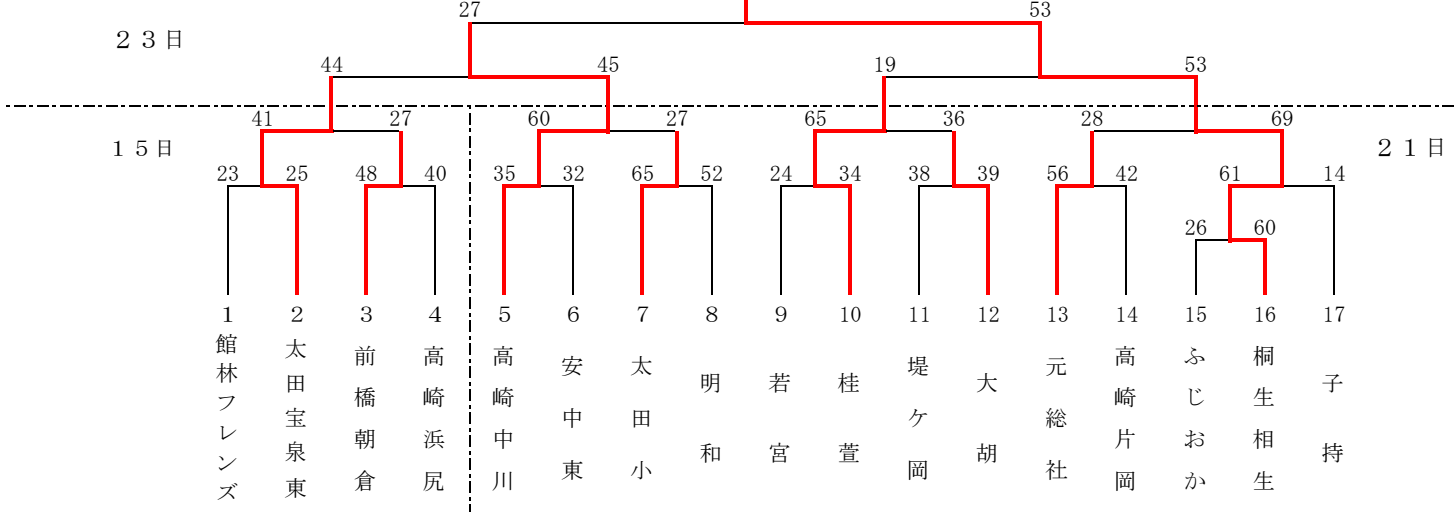 27 53
２３日
44 45 19 53
41 27 60 27 65 36 28 69
１５日
２１日
23 25 48 40 35 32 65 52 24 34 38 39 56 42 61 14
26 60
1 2 3 4 5 6 7 8 9 10 11 12 13 14 15 16 17
館林フレンズ
太田宝泉東
前橋朝倉
高崎浜尻
高崎中川
安中東
太田小
明和
若宮
桂萱
堤ケ岡
大胡
元総社
高崎片岡
ふじおか
桐生相生
子持